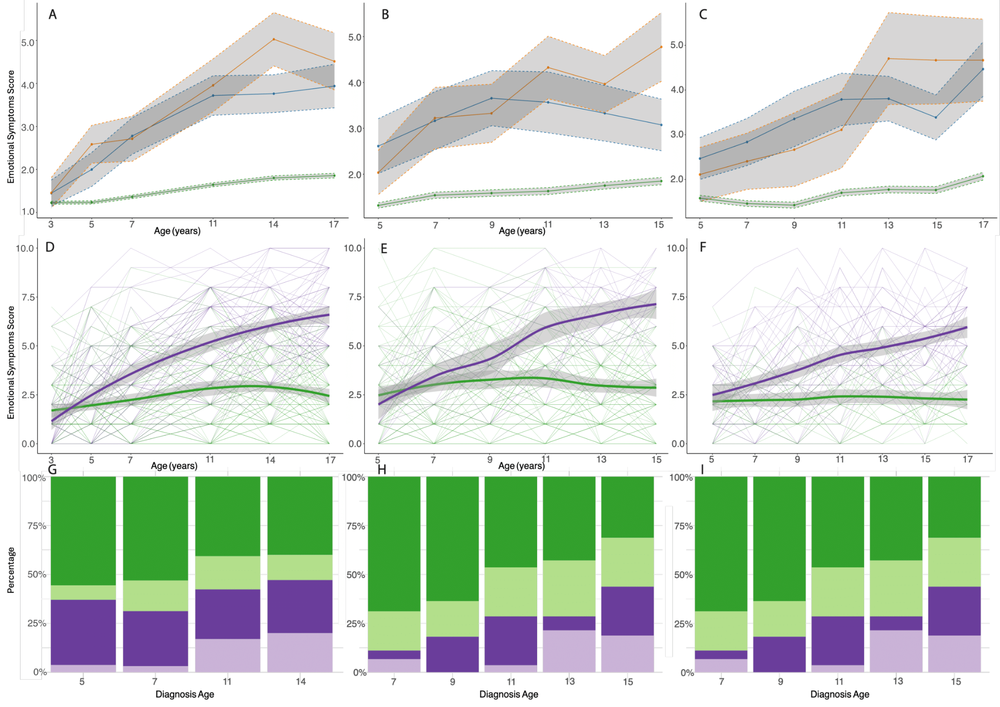 A B C
Emotional Symptoms Score
5.0 5.0 5.0
4.0 4.0 4.0
3.0 3.0 3.0
2.0 2.0 2.0
1.0
3 5 7 11 14 17 5 7 9 11 13 15 5 7 9 11 13 15 17
Age (years) Age (years)
D E F
Emotional Symptoms Score
10.0 10.0 10.0
7.5 7.5 7.5
5.0 5.0 5.0
2.5 2.5 2.5
0.0 0.0 0.0
3 5 7 11 14 17 5 7 9 11 13 15 5 7 9 11 13 15 17
Age (years) Age (years)
G H I
Percentage
100% 100% 100%
75% 75% 75%
50% 50% 50%
25% 25% 25%
0% 0% 0%
5 7 11 14 7 9 11 13 15 7 9 11 13 15
Diagnosis Age Diagnosis Age Diagnosis Age